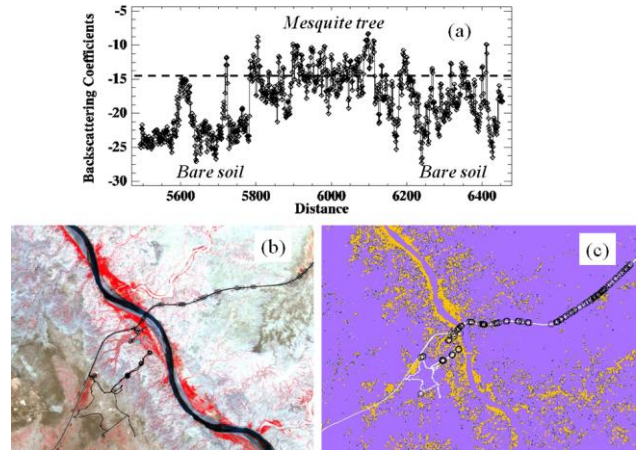 Mesquite tree
(a)
Backscattering Coefficients
-5
-10
-15
-20
-25
-30
Bare soil
Bare soil
5600
5800
6000
6200
6400
Distance
(b)
(c)